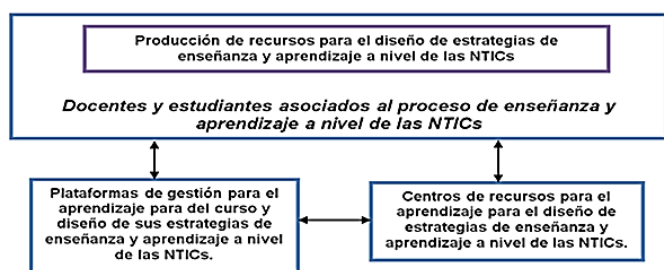 Producción de recursos para el diseño de estrategias de
enseñanza y aprendizaje a nivel de las NTICs
Docentes y estudiantes asociados al proceso de enseñanza y
aprendizaje a nivel de las NTICs
Plataformas de gestión para el
aprendizaje para del curso y
diseño de sus estrategias de
enseñanza y aprendizaje a nivel
de las NTICs.
Centros de recursos para el
aprendizaje para el diseño de
estrategias de enseñanza y
aprendizaje a nivel de las NTICs.